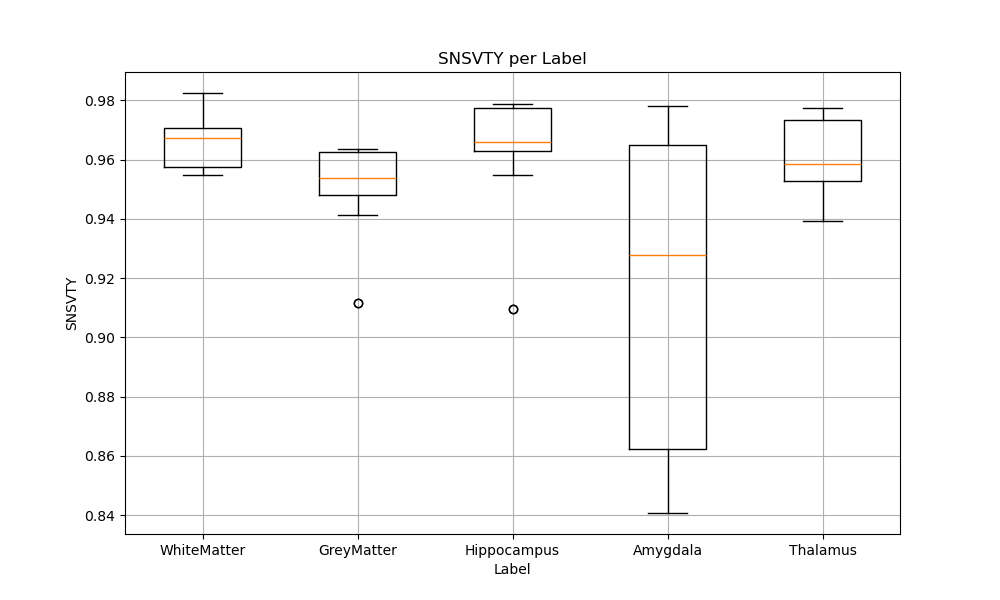 SNSVTY per Label
0.98
0.96
0.94
0.92
0.90
0.88
0.86
0.84
SNSVTY
WhiteMatter GreyMatter Hippocampus Amygdala Thalamus
Label